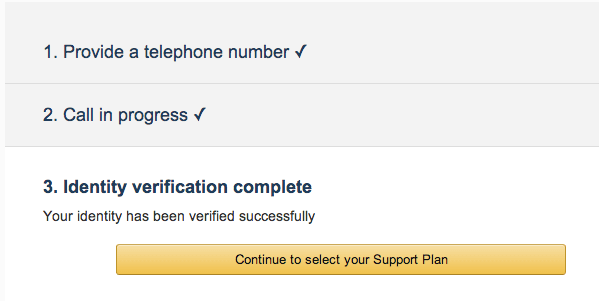 1. Provide a telephone number ✓
2. Call in progress ✓
3. Identity verification complete
Your identity has been verified successfully
Continue to select your Support Plan